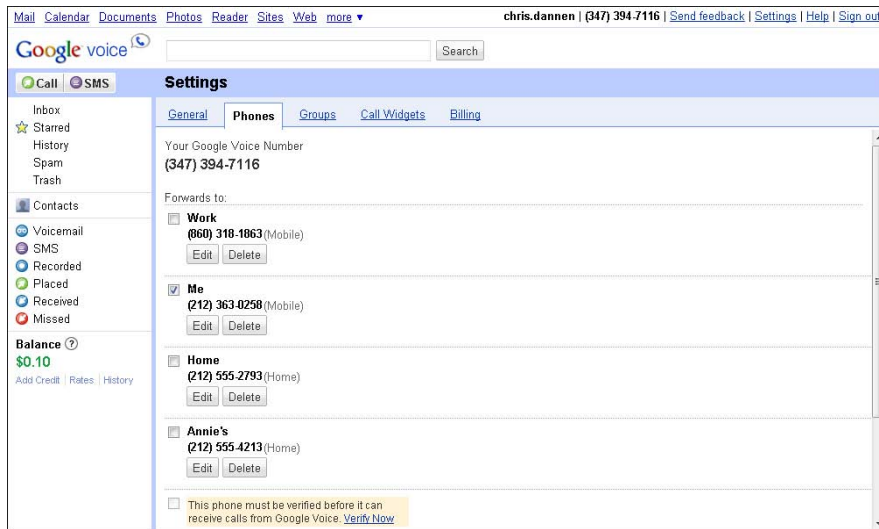 Mail Calendar Documents Photos Reader Sites Web more ▼ chris.dannen | (347) 394-7116 | Send feedback | Settings | Help | Sign out
Google voice Search
Call SMS Settings
Inbox
Starred
History
Spam
Trash
Contacts
Voicemail
SMS
Recorded
Placed
Received
Missed
Balance ?
$0.10
Add Credit | Rates | History
General Phones Groups Call Widgets Billing
Your Google Voice Number
(347) 394-7116
Forwards to:
Work
(860) 318-1863 (Mobile)
Edit Delete
Me
(212) 363-0258 (Mobile)
Edit Delete
Home
(212) 555-2793 (Home)
Edit Delete
Annie's
(212) 555-4213 (Home)
Edit Delete
This phone must be verified before it can
receive calls from Google Voice. Verify Now